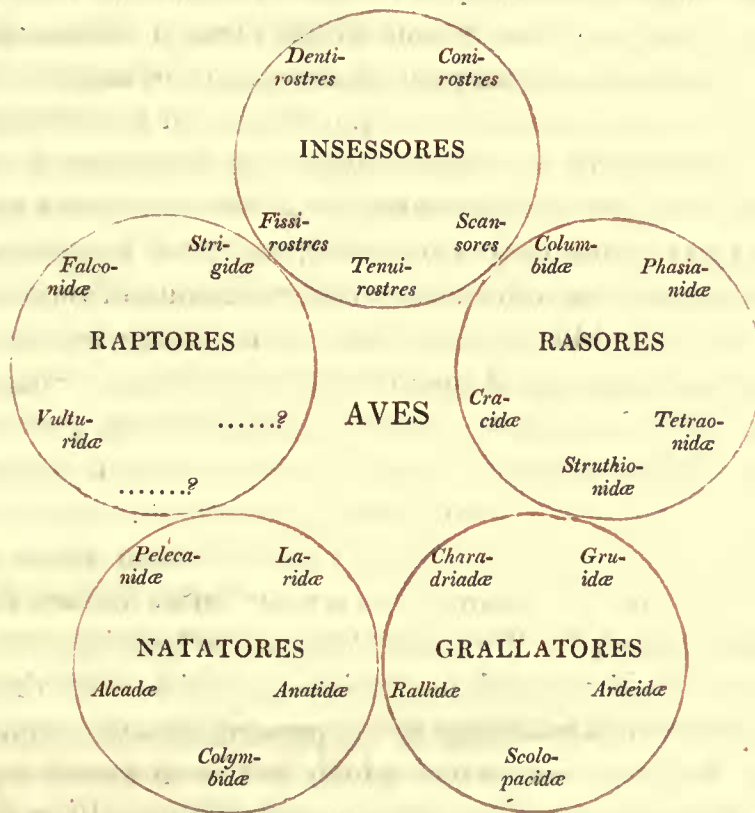 Denti-
rostres
Coni-
rostres
INSESSORES
Fissi-
rostres
Scan-
sores
Tenui-
rostres
Falco-
nidæ
Stri-
gidæ
RAPTORES
Vultu-
ridæ
......?
.......?
Colum-
bidæ
Phasia-
nidæ
RASORES
Cra-
cidæ
Tetrao-
nidæ
Struthio-
nidæ
AVES
Peleca-
nidæ
La-
ridæ
NATATORES
Alcadæ
Anatidæ
Colym-
bidæ
Chara-
driadæ
Gru-
idæ
GRALLATORES
Rallidæ
Ardeidæ
Scolo-
pacidæ